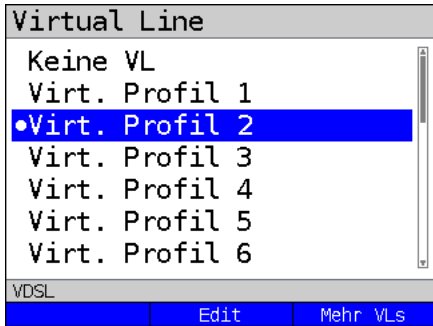 Virtual Line
Keine VL
Virt. Profil 1
•Virt. Profil 2
Virt. Profil 3
Virt. Profil 4
Virt. Profil 5
Virt. Profil 6
VDSL
Edit Mehr VLs